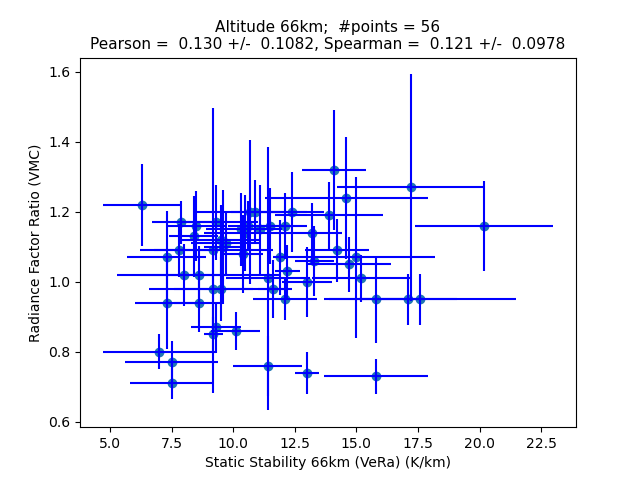 Altitude 66km;  #points = 56
Pearson =  0.130 +/-  0.1082, Spearman =  0.121 +/-  0.0978
1.6
1.4
1.2
1.0
0.8
0.6
Radiance Factor Ratio (VMC)
5.0 7.5 10.0 12.5 15.0 17.5 20.0 22.5
Static Stability 66km (VeRa) (K/km)